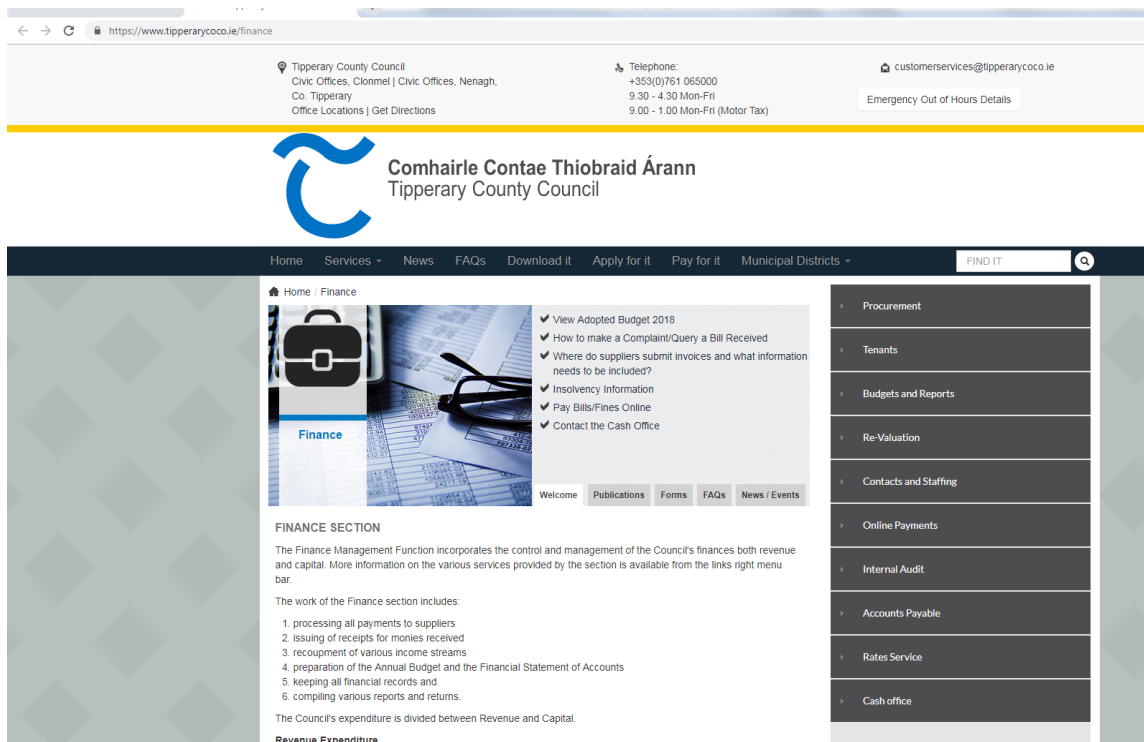 https://www.tipperarycoco.ie/finance
Tipperary County Council
Civic Offices, Clonmel | Civic Offices, Nenagh,
Co. Tipperary
Office Locations | Get Directions
Telephone:
+353(0)761 065000
9.30 - 4.30 Mon-Fri
9.00 - 1.00 Mon-Fri (Motor Tax)
customerservices@tipperarycoco.ie
Emergency Out of Hours Details
Comhairle Contae Thiobraid Árann
Tipperary County Council
Home Services News FAQs Download it Apply for it Pay for it Municipal Districts FIND IT
Home / Finance
Finance
View Adopted Budget 2018
How to make a Complaint/Query a Bill Received
Where do suppliers submit invoices and what information
needs to be included?
Insolvency Information
Pay Bills/Fines Online
Contact the Cash Office
Welcome Publications Forms FAQs News / Events
FINANCE SECTION
The Finance Management Function incorporates the control and management of the Council's finances both revenue
and capital. More information on the various services provided by the section is available from the links right menu
bar.
The work of the Finance section includes:
1. processing all payments to suppliers
2. issuing of receipts for monies received
3. recoupment of various income streams
4. preparation of the Annual Budget and the Financial Statement of Accounts
5. keeping all financial records and
6. compiling various reports and returns.
The Council's expenditure is divided between Revenue and Capital.
Revenue Expenditure
Procurement
Tenants
Budgets and Reports
Re-Valuation
Contacts and Staffing
Online Payments
Internal Audit
Accounts Payable
Rates Service
Cash office